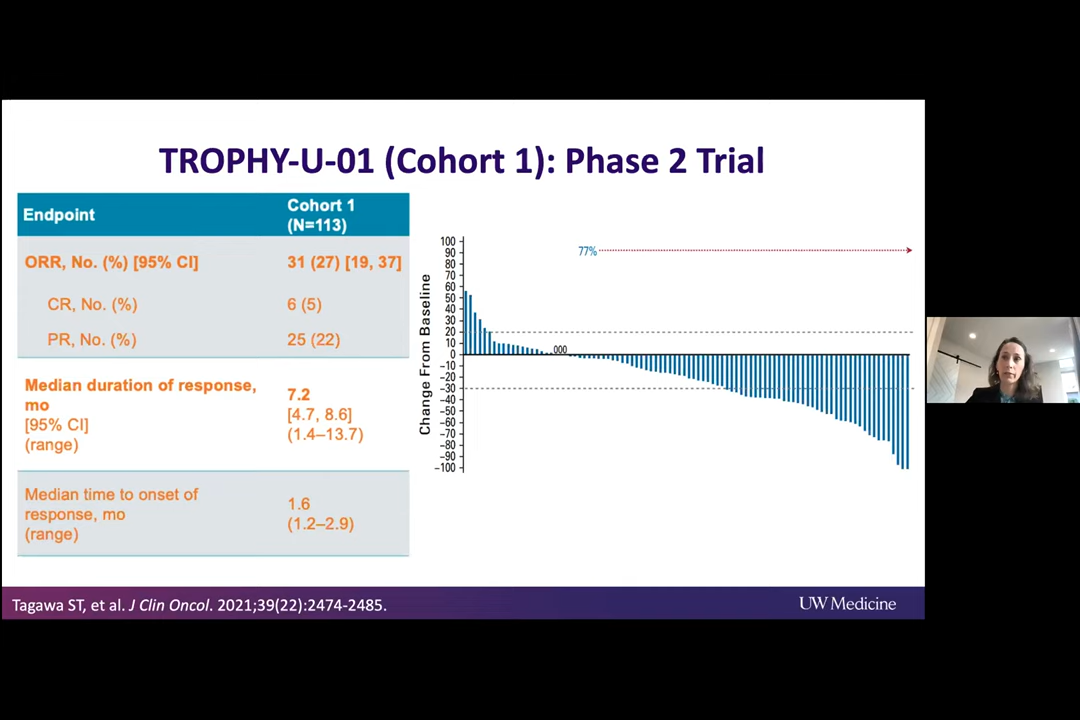 TROPHY-U-01 (Cohort 1): Phase 2 Trial
Endpoint
Cohort 1
(N=113)
ORR, No. (%) [95% CI]
31 (27) [19, 37]
CR, No. (%)
6 (5)
PR, No. (%)
25 (22)
Median duration of response,
mo
[95% CI]
(range)
7.2
[4.7, 8.6]
(1.4–13.7)
Median time to onset of
response, mo
(range)
1.6
(1.2–2.9)
Change From Baseline
100
90
80
70
60
50
40
30
20
10
0
–10
–20
–30
–40
–50
–60
–70
–80
–90
–100
77%
000
Tagawa ST, et al. J Clin Oncol. 2021;39(22):2474-2485.
UW Medicine